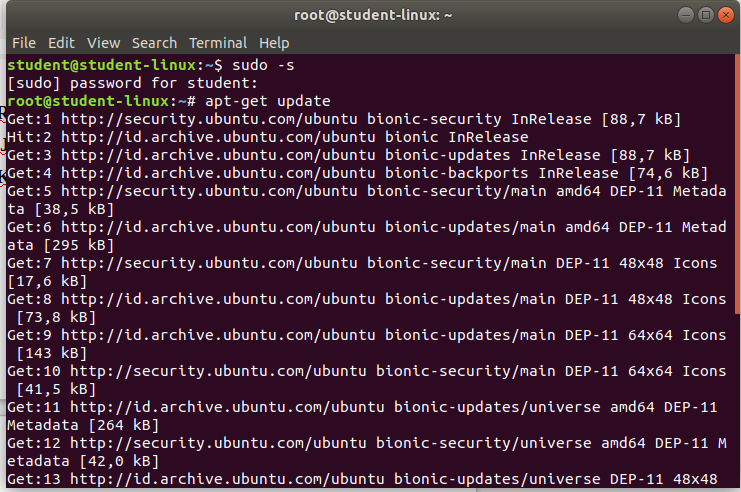 root@student-linux: ~
File Edit View Search Terminal Help
student@student-linux:~$ sudo -s
[sudo] password for student:
root@student-linux:~# apt-get update
Get:1 http://security.ubuntu.com/ubuntu bionic-security InRelease [88,7 kB]
Hit:2 http://id.archive.ubuntu.com/ubuntu bionic InRelease
Get:3 http://id.archive.ubuntu.com/ubuntu bionic-updates InRelease [88,7 kB]
Get:4 http://id.archive.ubuntu.com/ubuntu bionic-backports InRelease [74,6 kB]
Get:5 http://security.ubuntu.com/ubuntu bionic-security/main amd64 DEP-11 Metada
ta [38,5 kB]
Get:6 http://id.archive.ubuntu.com/ubuntu bionic-updates/main amd64 DEP-11 Metad
ata [295 kB]
Get:7 http://security.ubuntu.com/ubuntu bionic-security/main DEP-11 48x48 Icons
[17,6 kB]
Get:8 http://id.archive.ubuntu.com/ubuntu bionic-updates/main DEP-11 48x48 Icons
[73,8 kB]
Get:9 http://id.archive.ubuntu.com/ubuntu bionic-updates/main DEP-11 64x64 Icons
[143 kB]
Get:10 http://security.ubuntu.com/ubuntu bionic-security/main DEP-11 64x64 Icons
[41,5 kB]
Get:11 http://id.archive.ubuntu.com/ubuntu bionic-updates/universe amd64 DEP-11
Metadata [264 kB]
Get:12 http://security.ubuntu.com/ubuntu bionic-security/universe amd64 DEP-11 M
etadata [42,0 kB]
Get:13 http://id.archive.ubuntu.com/ubuntu bionic-updates/universe DEP-11 48x48